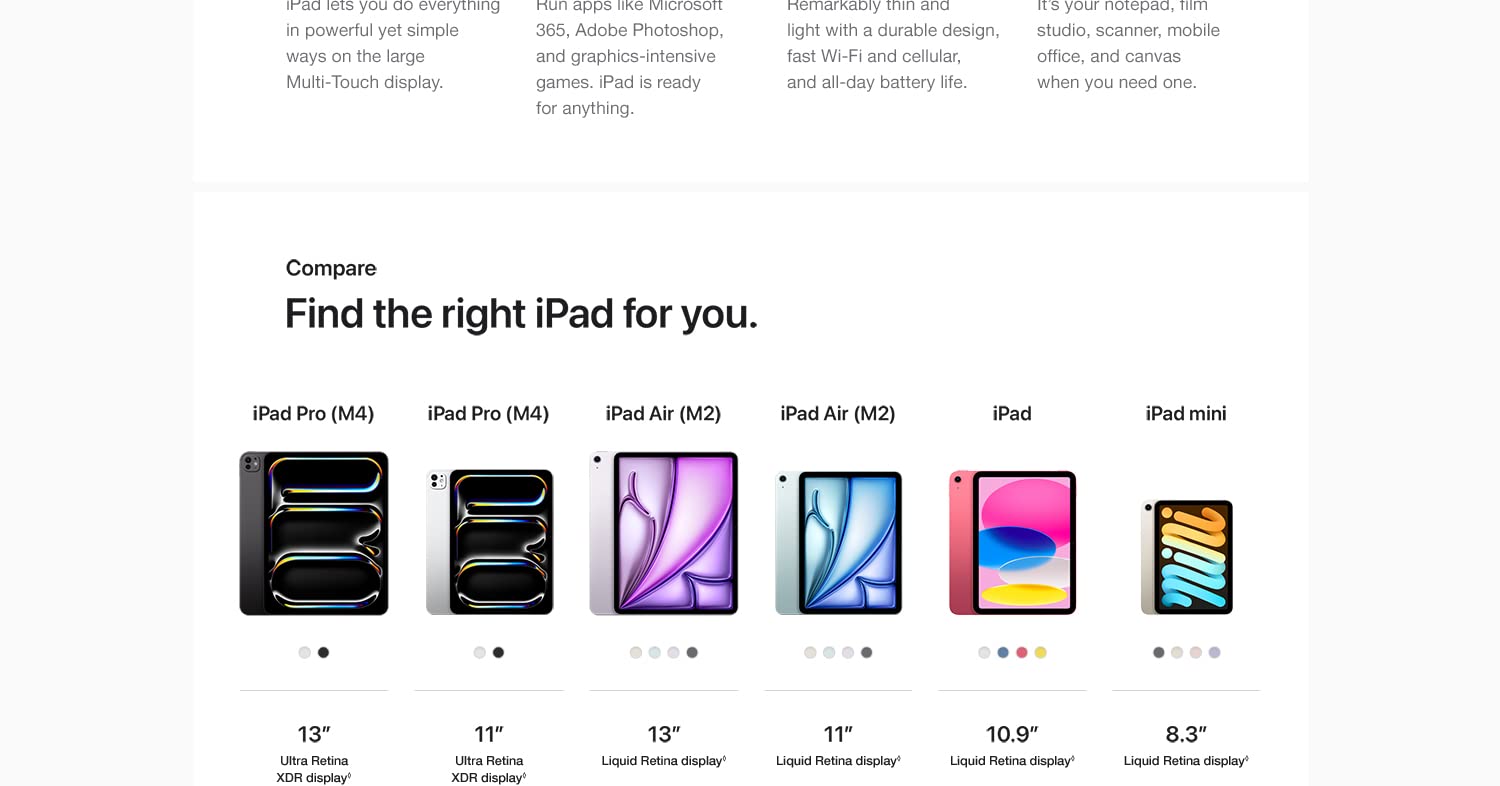 iPad lets you do everything
in powerful yet simple
ways on the large
Multi-Touch display.
Run apps like Microsoft
365, Adobe Photoshop,
and graphics-intensive
games. iPad is ready
for anything.
Remarkably thin and
light with a durable design,
fast Wi-Fi and cellular,
and all-day battery life.
It’s your notepad, film
studio, scanner, mobile
office, and canvas
when you need one.
Compare
Find the right iPad for you.
iPad Pro (M4)
iPad Pro (M4)
iPad Air (M2)
iPad Air (M2)
iPad
iPad mini
13”
Ultra Retina
XDR display◊
11”
Ultra Retina
XDR display◊
13”
Liquid Retina display◊
11”
Liquid Retina display◊
10.9”
Liquid Retina display◊
8.3”
Liquid Retina display◊